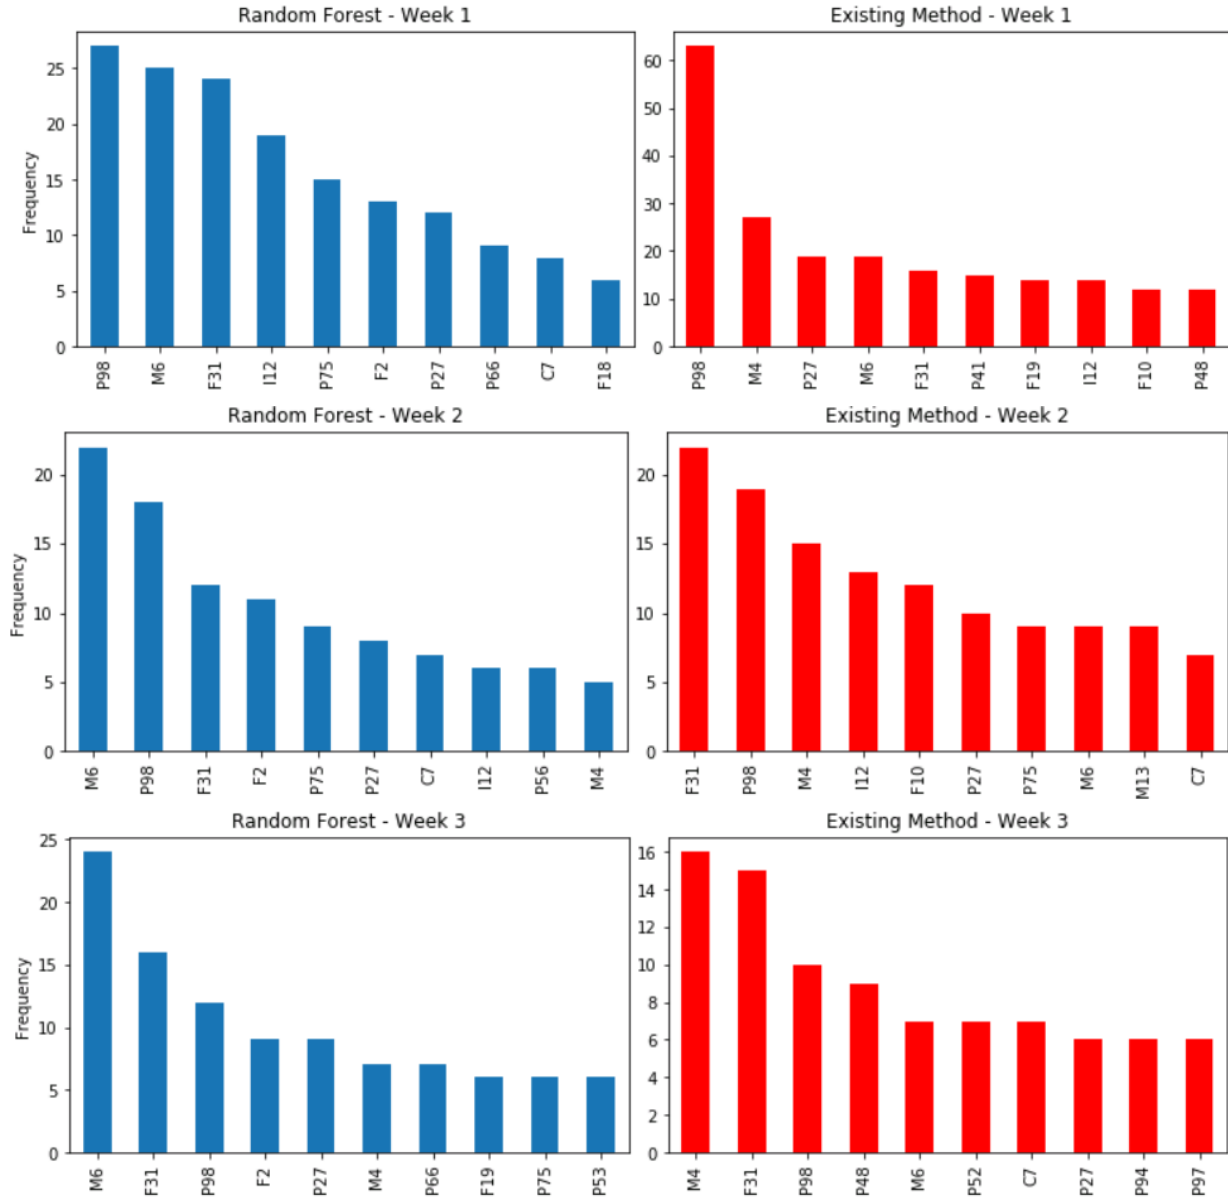 Random Forest - Week 1
Frequency
25
20
15
10
5
0
P98 M6 F31 I12 P75 F2 P27 P66 C7 F18
Existing Method - Week 1
60
50
40
30
20
10
0
P98 M4 P27 M6 F31 P41 F19 I12 F10 P48
Random Forest - Week 2
Frequency
20
15
10
5
0
M6 P98 F31 F2 P75 P27 C7 I12 P56 M4
Existing Method - Week 2
20
15
10
5
0
F31 P98 M4 I12 F10 P27 P75 M6 M13 C7
Random Forest - Week 3
Frequency
25
20
15
10
5
0
M6 F31 P98 F2 P27 M4 P66 F19 P75 P53
Existing Method - Week 3
16
14
12
10
8
6
4
2
0
M4 F31 P98 P48 M6 P52 C7 P27 P94 P97